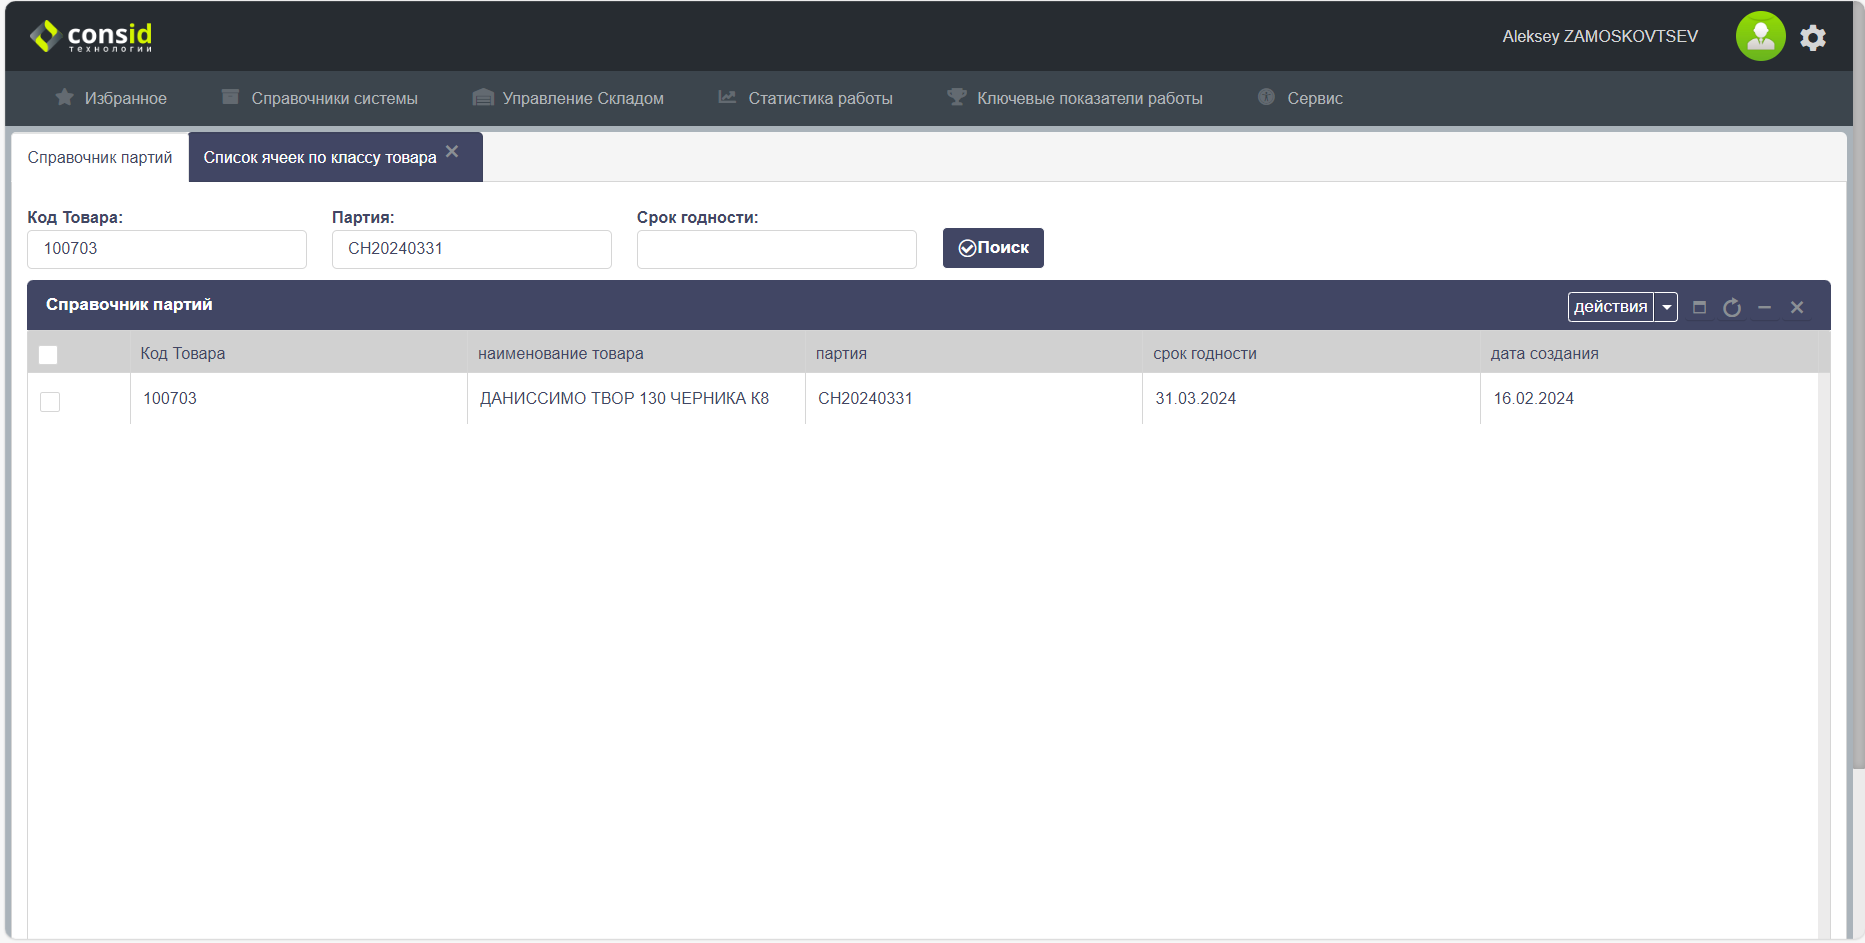 consid
технологии
Aleksey ZAMOSKOVTSEV
Избранное Справочники системы Управление Складом Статистика работы Ключевые показатели работы Сервис
Справочник партий Список ячеек по классу товара
Код Товара: Партия: Срок годности:
100703 CH20240331 Поиск
Справочник партий действия
Код Товара наименование товара партия срок годности дата создания
100703 ДАНИССИМО ТВОР 130 ЧЕРНИКА К8 CH20240331 31.03.2024 16.02.2024